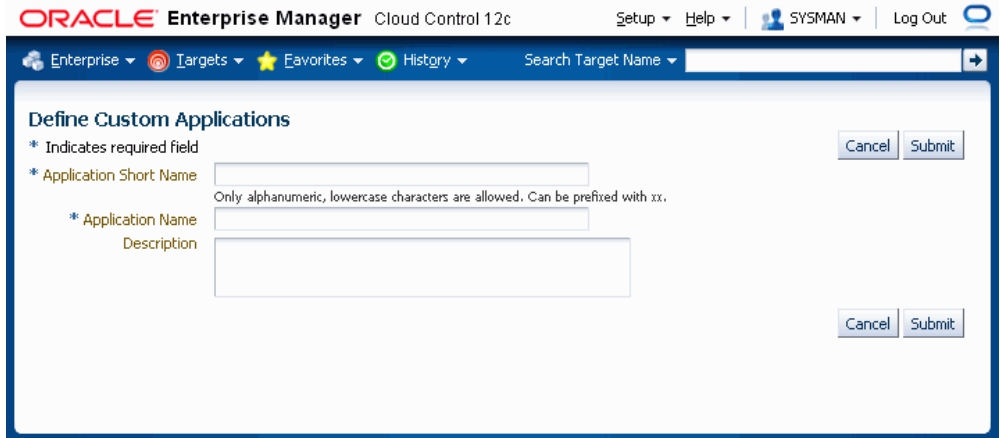 ORACLE Enterprise Manager Cloud Control 12c
Setup Help SYSMAN Log Out
Enterprise Targets Favorites History Search Target Name
Define Custom Applications
* Indicates required field
Cancel Submit
* Application Short Name
Only alphanumeric, lowercase characters are allowed. Can be prefixed with xx.
* Application Name
Description
Cancel Submit